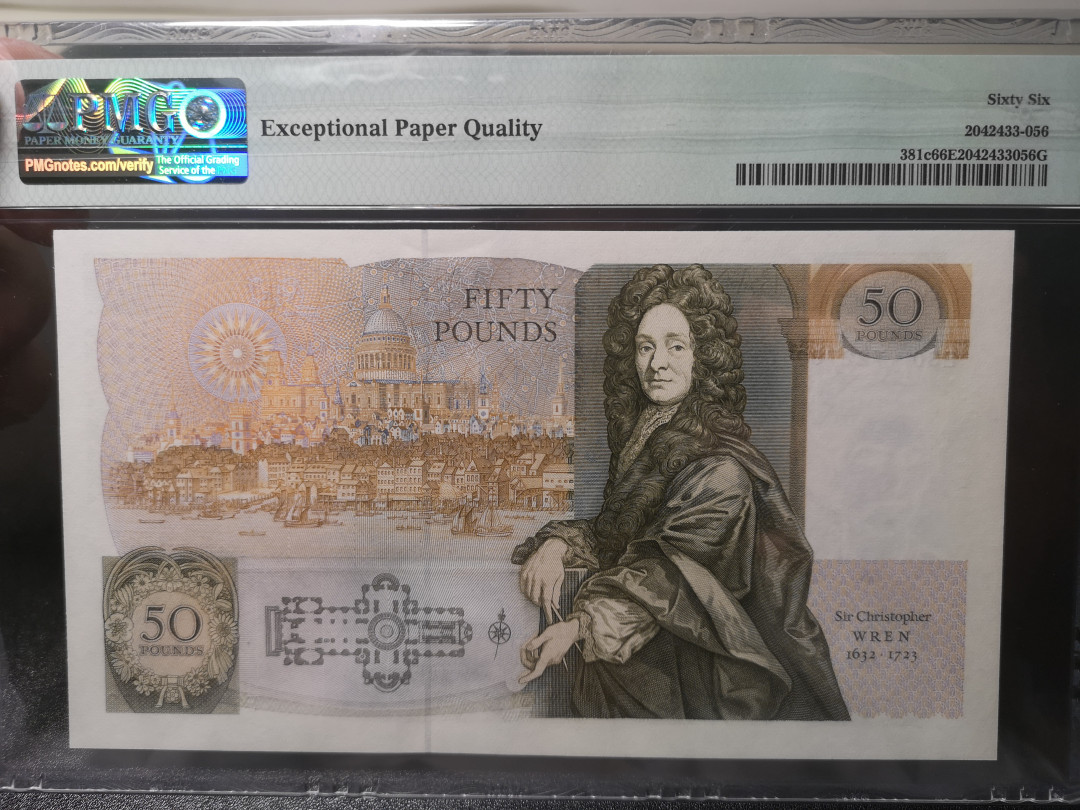 PMG
PAPER MONEY GUARANTY
PMGnotes.com/verify
The Official Grading
Service of the
Exceptional Paper Quality
Sixty Six
2042433-056
381c66E2042433056G
FIFTY
POUNDS
50
POUNDS
50
POUNDS
Sir Christopher
WREN
1632 · 1723